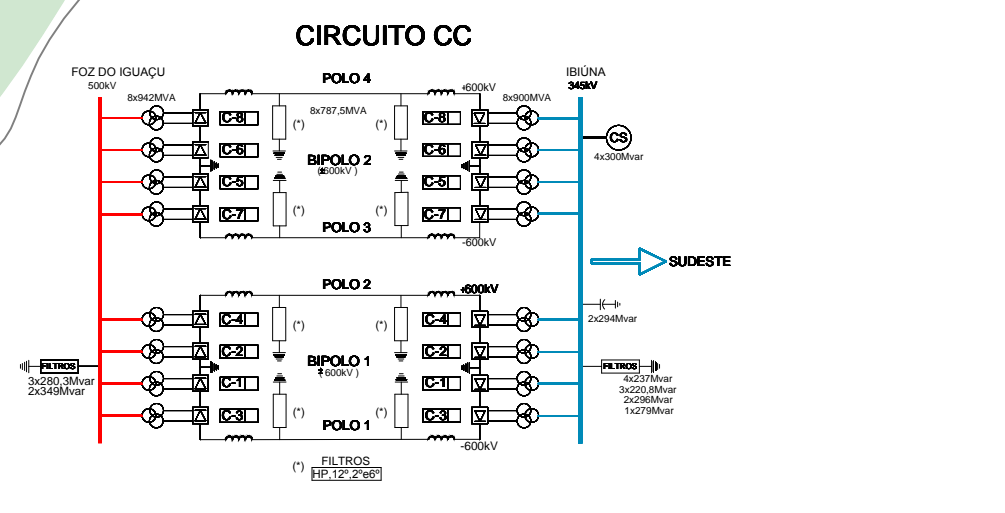 CIRCUITO CC
FOZ DO IGUAÇU
500kV
POLO 4
+600kV
IBIÚNA
345kV
8x942MVA
8x787,5MVA
8x900MVA
C-8
(*)
(*)
C-8
CS
4x300Mvar
C-6
BIPOLO 2
(±600kV )
C-6
C-5
C-5
C-7
(*)
(*)
C-7
POLO 3
-600kV
SUDESTE
POLO 2
+600kV
2x294Mvar
C-4
(*)
(*)
C-4
C-2
BIPOLO 1
(±600kV )
C-2
FILTROS
3x280,3Mvar
2x349Mvar
FILTROS
4x237Mvar
3x220,8Mvar
2x296Mvar
1x279Mvar
C-1
C-1
C-3
(*)
(*)
C-3
POLO 1
-600kV
(*) FILTROS
HP,12º,2ºe6º